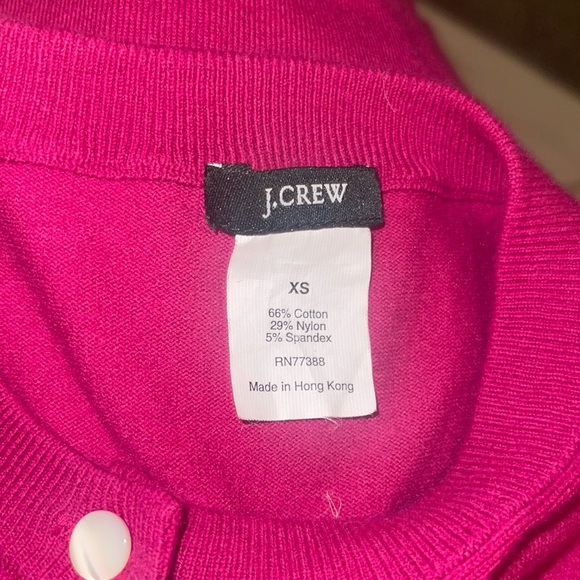 J.CREW
XS
66% Cotton
29% Nylon
5% Spandex
RN77388
Made in Hong Kong